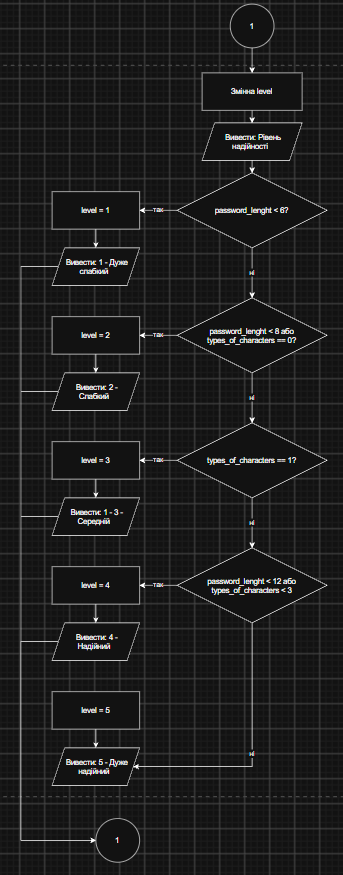 1
Змінна level
Вивести: Рівень
надійності
password_lenght < 6?
так
level = 1
Вивести: 1 - Дуже
слабкий
ні
password_lenght < 8 або
types_of_characters == 0?
так
level = 2
Вивести: 2 -
Слабкий
ні
types_of_characters == 1?
так
level = 3
Вивести: 1 - 3 -
Середній
ні
password_lenght < 12 або
types_of_characters < 3
так
level = 4
Вивести: 4 -
Надійний
level = 5
ні
Вивести: 5 - Дуже
надійний
1